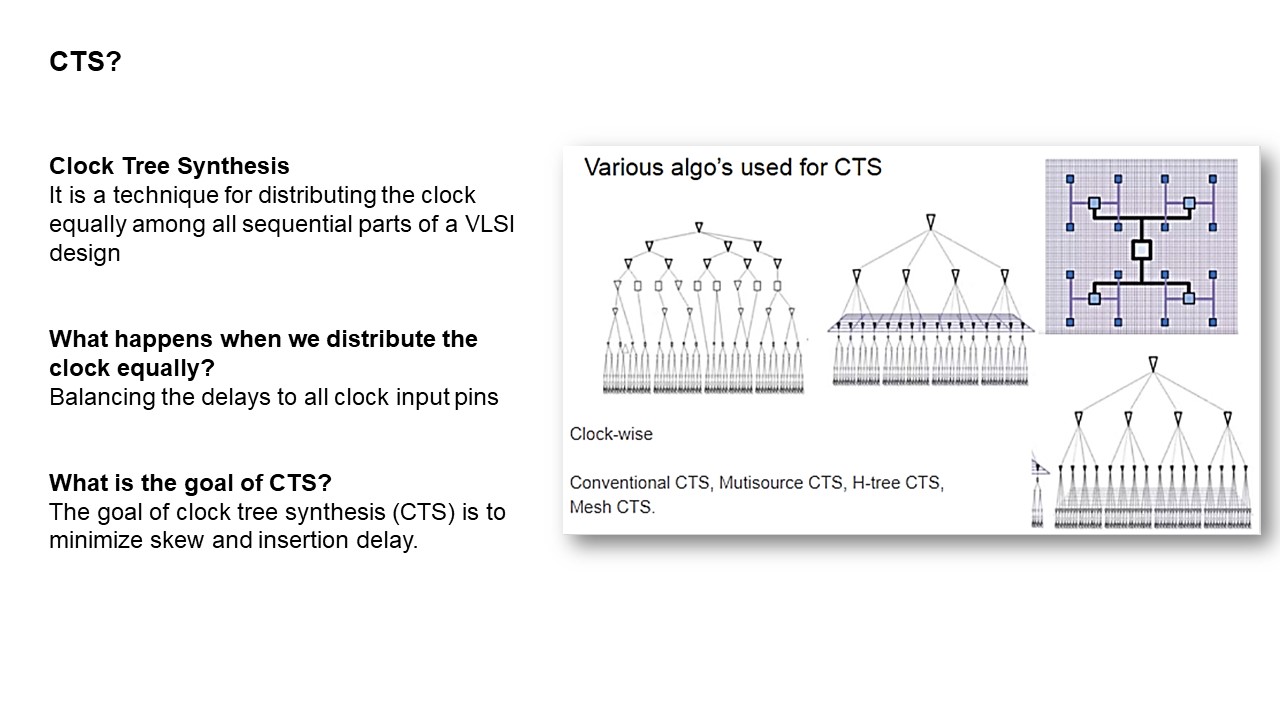 CTS?
Clock Tree Synthesis
It is a technique for distributing the clock
equally among all sequential parts of a VLSI
design
What happens when we distribute the
clock equally?
Balancing the delays to all clock input pins
What is the goal of CTS?
The goal of clock tree synthesis (CTS) is to
minimize skew and insertion delay.
Various algo's used for CTS
Clock-wise
Conventional CTS, Mutisource CTS, H-tree CTS,
Mesh CTS.